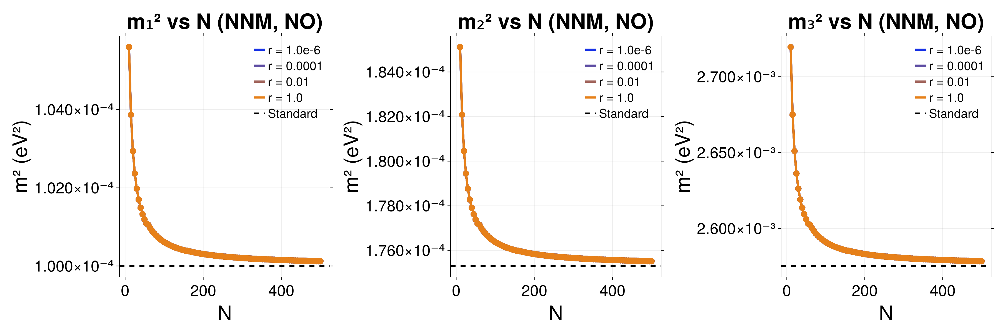 m₁² vs N (NNM, NO)
m² (eV²)
1.040×10⁻⁴
1.020×10⁻⁴
1.000×10⁻⁴
r = 1.0e-6
r = 0.0001
r = 0.01
r = 1.0
Standard
0 200 400
N
m₂² vs N (NNM, NO)
m² (eV²)
1.840×10⁻⁴
1.820×10⁻⁴
1.800×10⁻⁴
1.780×10⁻⁴
1.760×10⁻⁴
r = 1.0e-6
r = 0.0001
r = 0.01
r = 1.0
Standard
0 200 400
N
m₃² vs N (NNM, NO)
m² (eV²)
2.700×10⁻³
2.650×10⁻³
2.600×10⁻³
r = 1.0e-6
r = 0.0001
r = 0.01
r = 1.0
Standard
0 200 400
N